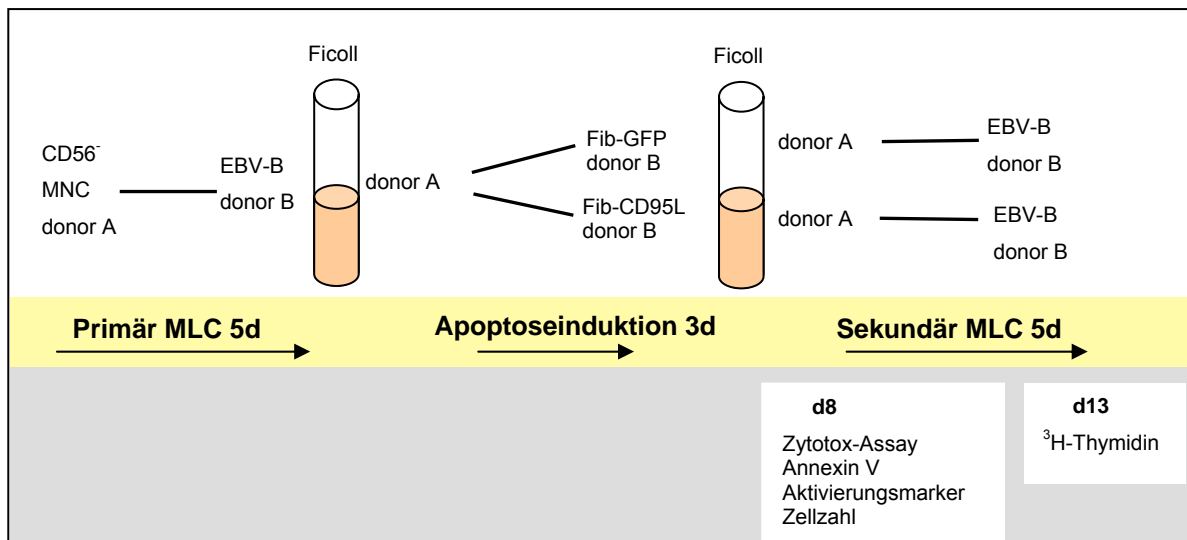 Ficoll
CD56⁻
MNC
donor A
EBV-B
donor B
donor A
Fib-GFP
donor B
Fib-CD95L
donor B
Ficoll
donor A
EBV-B
donor B
donor A
EBV-B
donor B
Primär MLC 5d
Apoptoseinduktion 3d
Sekundär MLC 5d
d8
Zytotox-Assay
Annexin V
Aktivierungsmarker
Zellzahl
d13
³H-Thymidin